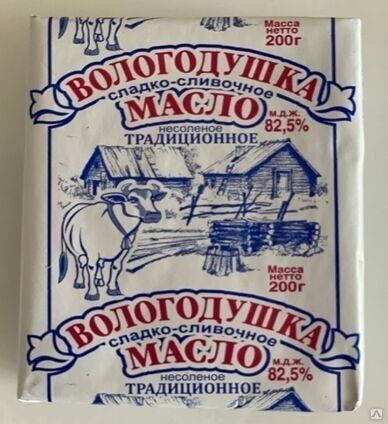 Масса
нетто
200г
ВОЛОГОДУШКА
сладко-сливочное
МАСЛО
м.д.ж.
82,5%
несоленое
ТРАДИЦИОННОЕ
Масса
нетто
200г
ВОЛОГОДУШКА
сладко-сливочное
МАСЛО
м.д.ж.
82,5%
несоленое
ТРАДИЦИОННОЕ